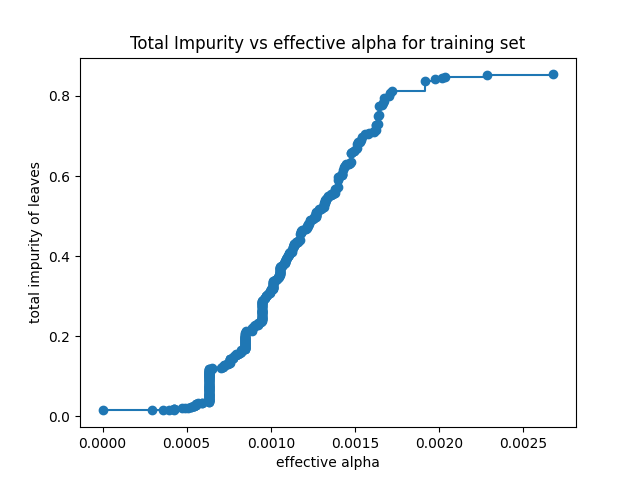 Total Impurity vs effective alpha for training set
total impurity of leaves
0.8
0.6
0.4
0.2
0.0
0.0000 0.0005 0.0010 0.0015 0.0020 0.0025
effective alpha